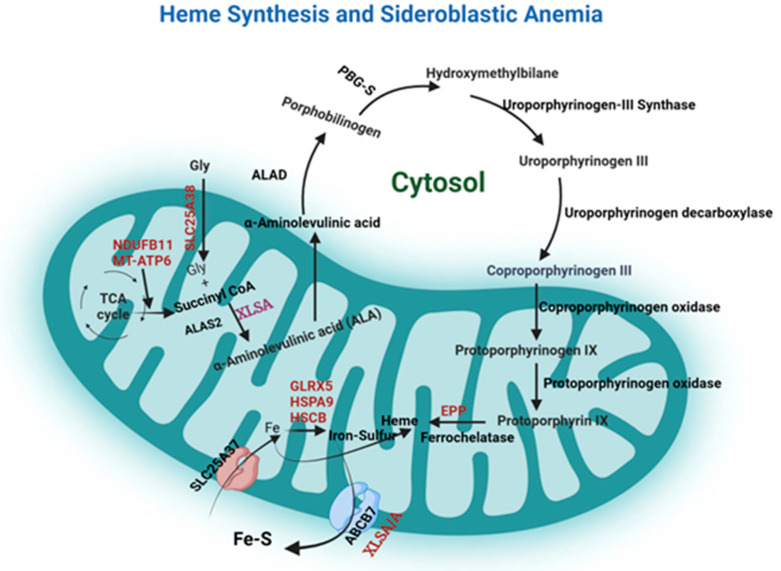 Heme Synthesis and Sideroblastic Anemia
PBG-S
Hydroxymethylbilane
Porphobilinogen
Uroporphyrinogen-III Synthase
Gly
ALAD
Cytosol
Uroporphyrinogen III
SLC25A38
α-Aminolevulinic acid
Uroporphyrinogen decarboxylase
NDUFB11
MT-ATP6
Gly
+
Succinyl CoA
TCA
cycle
ALAS2
XLSA
α-Aminolevulinic acid (ALA)
Coproporphyrinogen III
Coproporphyrinogen oxidase
Protoporphyrinogen IX
Protoporphyrinogen oxidase
GLRX5
HSPA9
HSCB
Fe
Iron-Sulfur
Heme
EPP
Ferrochelatase
Protoporphyrin IX
SLC25A37
ABCB7
XLSA/A
Fe-S